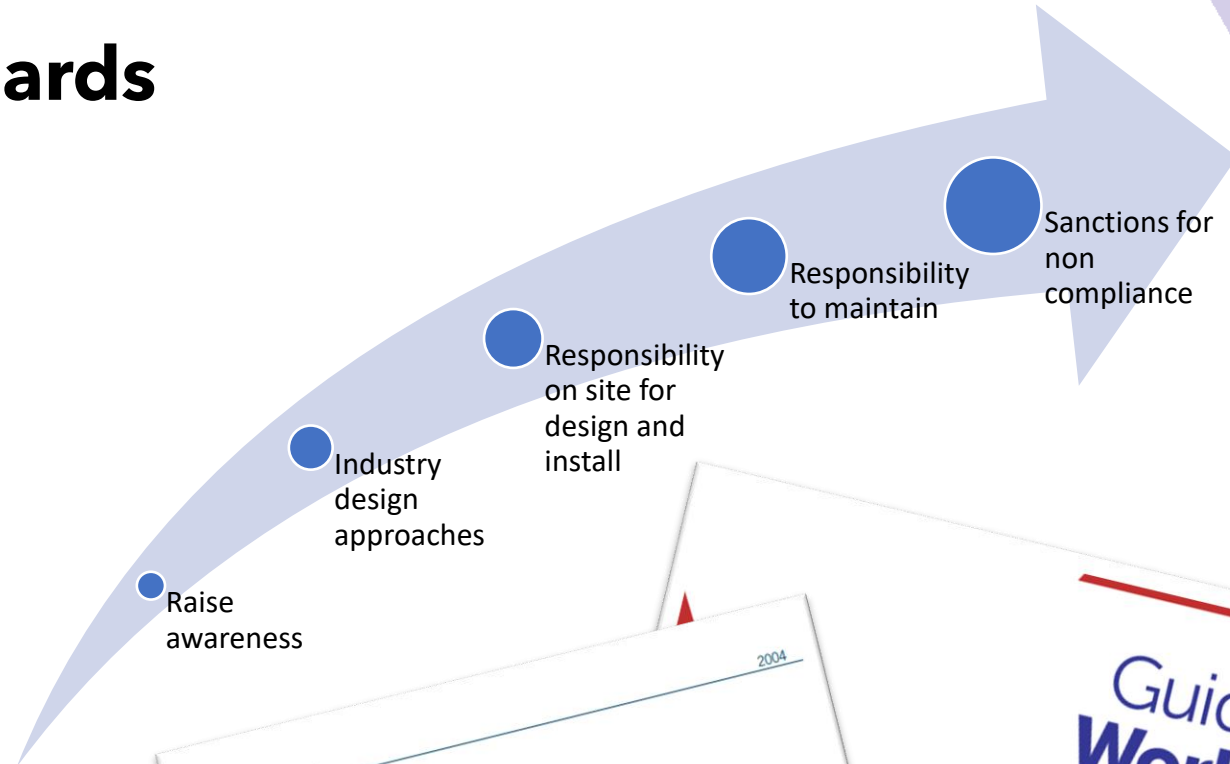 ards
Sanctions for
non
compliance
Responsibility
to maintain
Responsibility
on site for
design and
install
Industry
design
approaches
Raise
awareness
2004
Guid
Work